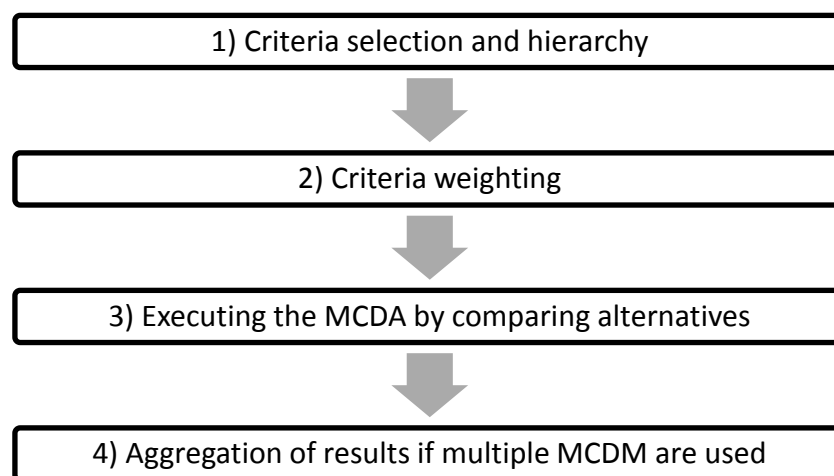 1) Criteria selection and hierarchy
2) Criteria weighting
3) Executing the MCDA by comparing alternatives
4) Aggregation of results if multiple MCDM are used